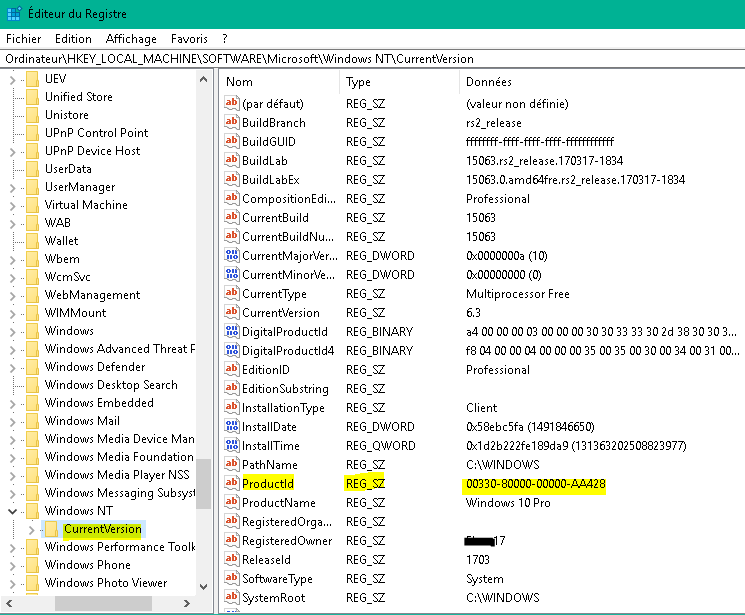 Éditeur du Registre
Fichier Edition Affichage Favoris ?
Ordinateur\HKEY_LOCAL_MACHINE\SOFTWARE\Microsoft\Windows NT\CurrentVersion
UEV
Unified Store
Unistore
UPnP Control Point
UPnP Device Host
UserData
UserManager
Virtual Machine
WAB
Wallet
Wbem
WcmSvc
WebManagement
WIMMount
Windows
Windows Advanced Threat P
Windows Defender
Windows Desktop Search
Windows Embedded
Windows Mail
Windows Media Device Man
Windows Media Foundation
Windows Media Player NSS
Windows Messaging Subsyst
Windows NT
CurrentVersion
Windows Performance Toolk
Windows Phone
Windows Photo Viewer
Nom Type Données
(par défaut) REG_SZ (valeur non définie)
BuildBranch REG_SZ rs2_release
BuildGUID REG_SZ ffffffff-ffff-ffff-ffff-ffffffffffff
BuildLab REG_SZ 15063.rs2_release.170317-1834
BuildLabEx REG_SZ 15063.0.amd64fre.rs2_release.170317-1834
CompositionEdi... REG_SZ Professional
CurrentBuild REG_SZ 15063
CurrentBuildNu... REG_SZ 15063
CurrentMajorVer... REG_DWORD 0x0000000a (10)
CurrentMinorVe... REG_DWORD 0x00000000 (0)
CurrentType REG_SZ Multiprocessor Free
CurrentVersion REG_SZ 6.3
DigitalProductId REG_BINARY a4 00 00 00 03 00 00 00 30 30 33 33 30 2d 38 30 30 3...
DigitalProductId4 REG_BINARY f8 04 00 00 04 00 00 00 35 00 35 00 30 00 34 00 31 00...
EditionID REG_SZ Professional
EditionSubstring REG_SZ
InstallationType REG_SZ Client
InstallDate REG_DWORD 0x58ebc5fa (1491846650)
InstallTime REG_QWORD 0x1d2b222fe189da9 (131363202508823977)
PathName REG_SZ C:\WINDOWS
ProductId REG_SZ 00330-80000-00000-AA428
ProductName REG_SZ Windows 10 Pro
RegisteredOrga... REG_SZ
RegisteredOwner REG_SZ 17
ReleaseId REG_SZ 1703
SoftwareType REG_SZ System
SystemRoot REG_SZ C:\WINDOWS